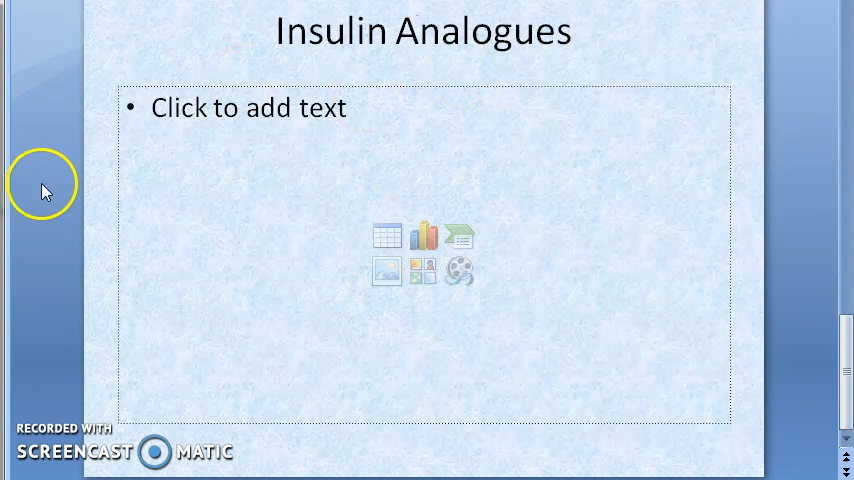 Insulin Analogues
• Click to add text
RECORDED WITH
SCREENCAST MATIC